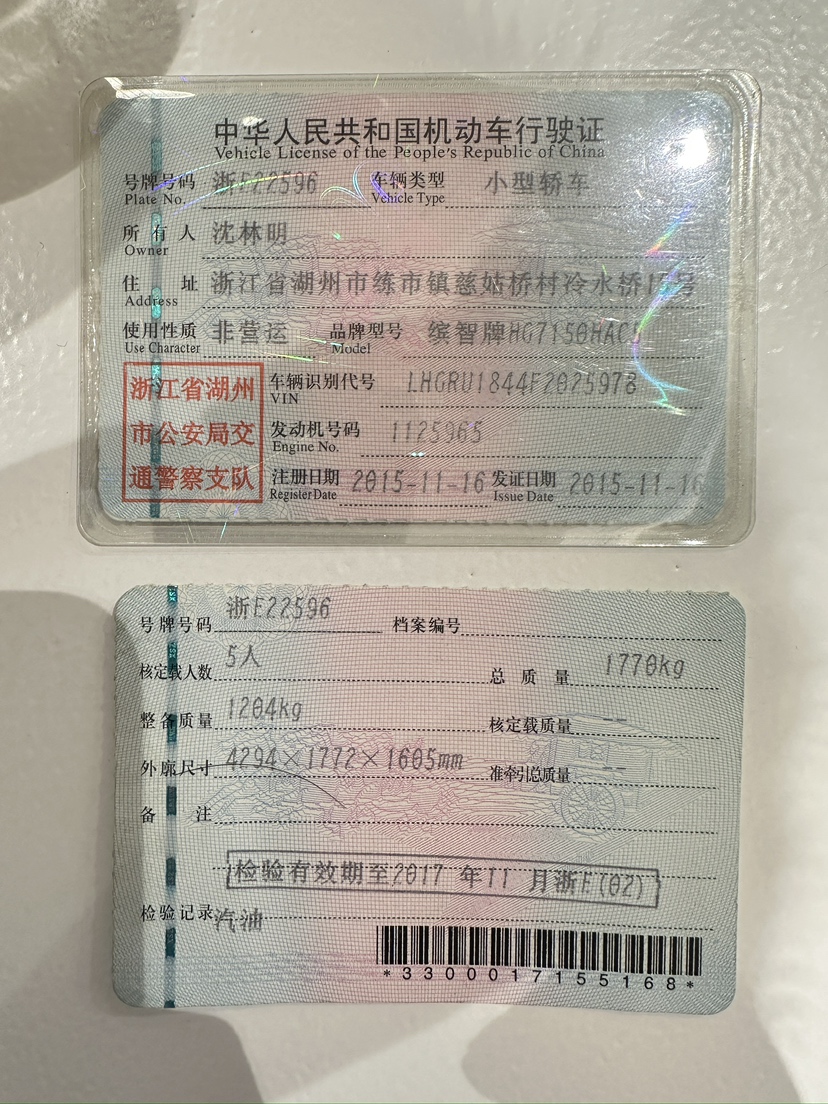 中华人民共和国机动车行驶证
Vehicle License of the People's Republic of China
号牌号码 浙E22596 车辆类型 小型轿车
Plate No. Vehicle Type
所有人 沈林明
Owner
住址 浙江省湖州市练市镇慈姑桥村冷水桥15号
Address
使用性质 非营运 品牌型号 缤智牌HG7150HAC5
Use Character Model
浙江省湖州
市公安局交
通警察支队
车辆识别代号 LHGRU1844F2025978
VIN
发动机号码 1125965
Engine No.
注册日期 2015-11-16 发证日期 2015-11-16
Register Date Issue Date
号牌号码 浙E22596 档案编号
核定载人数 5人 总质量 1770kg
整备质量 1204kg 核定载质量 --
外廓尺寸 4294×1772×1605mm 准牵引总质量 --
备注
检验有效期至2017年11月浙E(02)
检验记录 汽油
*3300017155168*